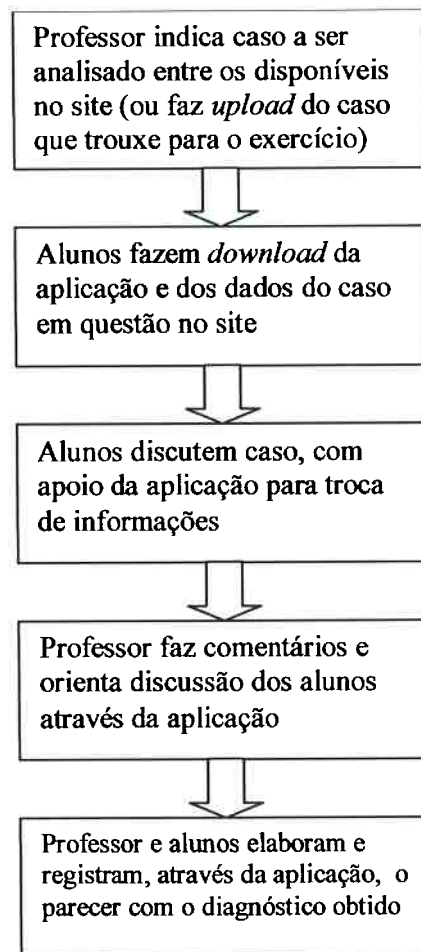 Professor indica caso a ser
analisado entre os disponíveis
no site (ou faz upload do caso
que trouxe para o exercício)
Alunos fazem download da
aplicação e dos dados do caso
em questão no site
Alunos discutem caso, com
apoio da aplicação para troca
de informações
Professor faz comentários e
orienta discussão dos alunos
através da aplicação
Professor e alunos elaboram e
registram, através da aplicação, o
parecer com o diagnóstico obtido